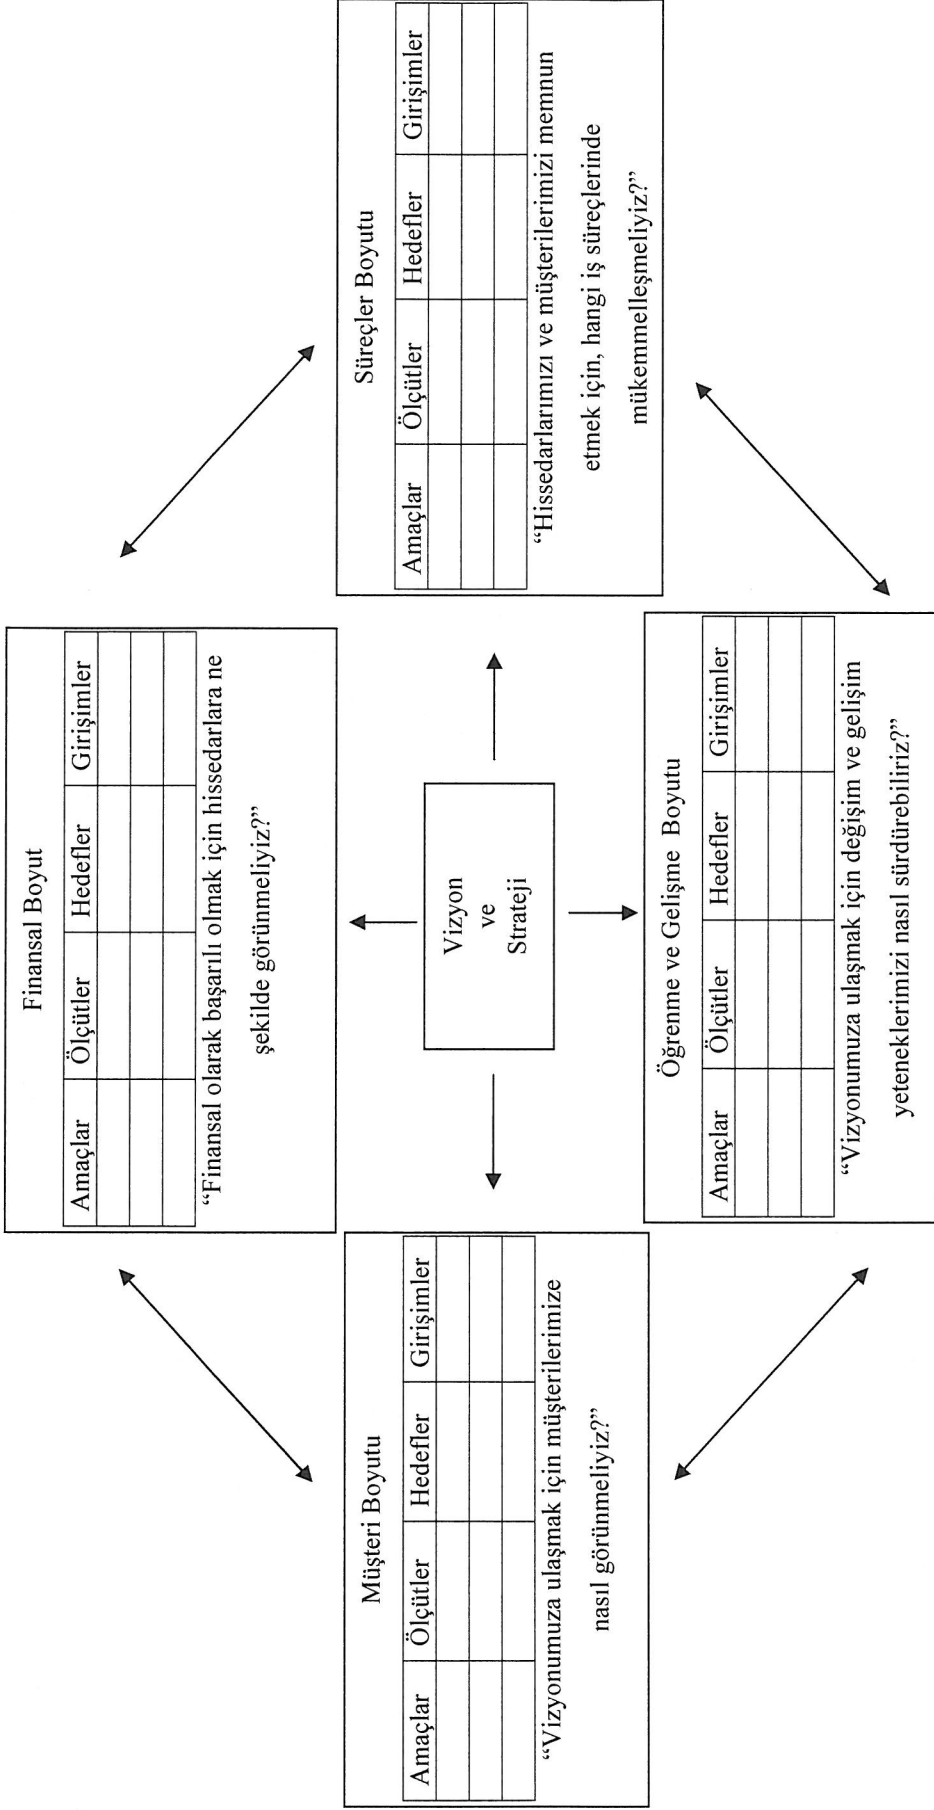 Finansal Boyut
Amaçlar Ölçütler Hedefler Girişimler
“Finansal olarak başarılı olmak için hissedarlara ne
şekilde görünmeliyiz?”
Müşteri Boyutu
Amaçlar Ölçütler Hedefler Girişimler
“Vizyonumuza ulaşmak için müşterilerimize
nasıl görünmeliyiz?”
Vizyon
ve
Strateji
Süreçler Boyutu
Amaçlar Ölçütler Hedefler Girişimler
“Hissedarlarımızı ve müşterilerimizi memnun
etmek için, hangi iş süreçlerinde
mükemmelleşmeliyiz?”
Öğrenme ve Gelişme Boyutu
Amaçlar Ölçütler Hedefler Girişimler
“Vizyonumuza ulaşmak için değişim ve gelişim
yeteneklerimizi nasıl sürdürebiliriz?”